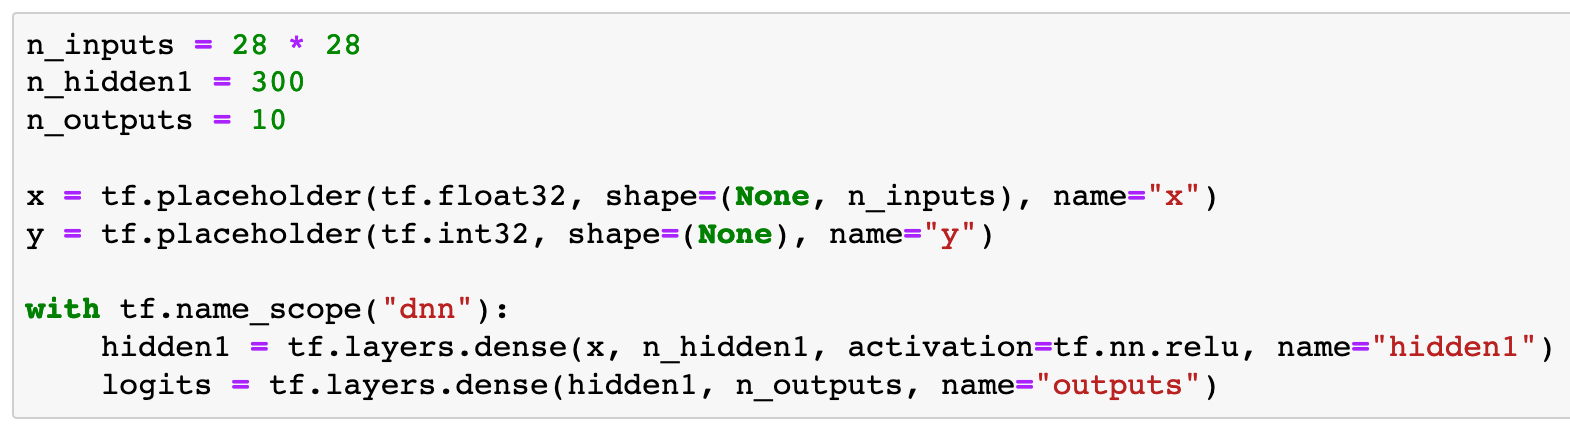 n_inputs = 28 * 28
n_hidden1 = 300
n_outputs = 10

x = tf.placeholder(tf.float32, shape=(None, n_inputs), name="x")
y = tf.placeholder(tf.int32, shape=(None), name="y")

with tf.name_scope("dnn"):
    hidden1 = tf.layers.dense(x, n_hidden1, activation=tf.nn.relu, name="hidden1")
    logits = tf.layers.dense(hidden1, n_outputs, name="outputs")